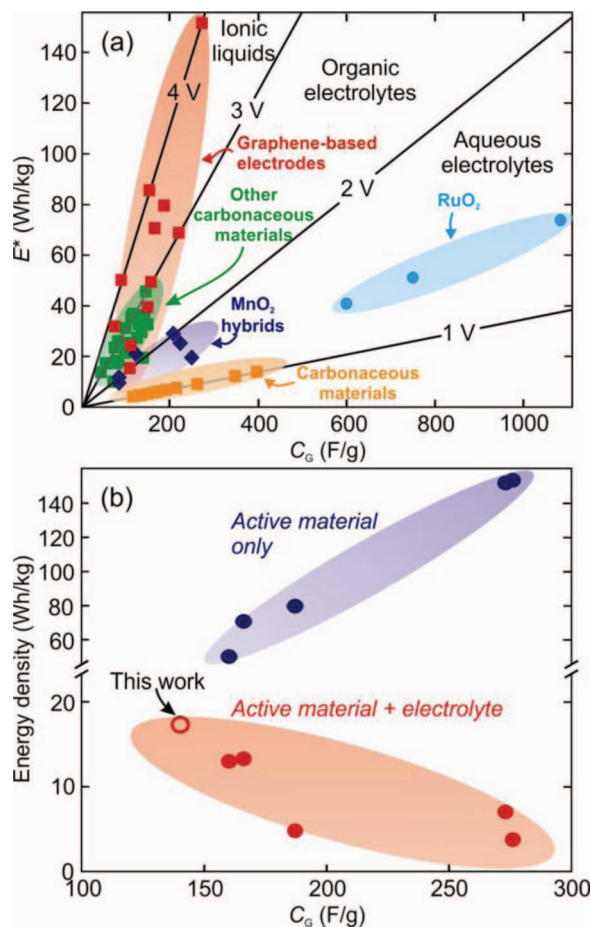 (a)
Ionic
liquids
Organic
electrolytes
Aqueous
electrolytes
4 V
3 V
2 V
1 V
Graphene-based
electrodes
Other
carbonaceous
materials
MnO₂
hybrids
RuO₂
Carbonaceous
materials
E* (Wh/kg)
140
120
100
80
60
40
20
0
200
400
600
800
1000
C_G (F/g)
(b)
Active material
only
This work
Active material + electrolyte
Energy density (Wh/kg)
140
120
100
80
60
20
10
0
100
150
200
250
300
C_G (F/g)